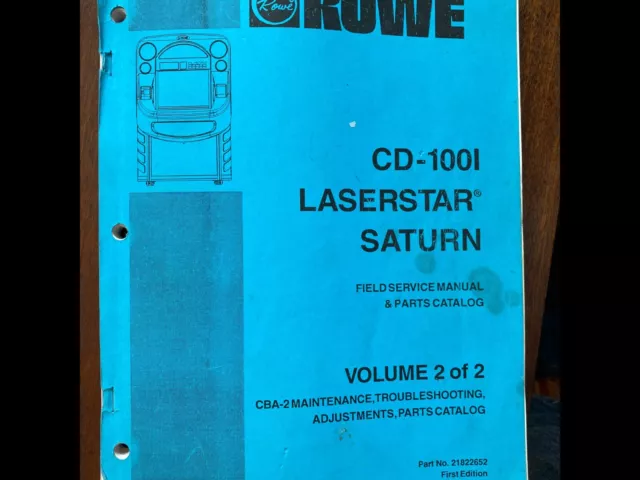 Rowe
ROWE
CD-100I
LASERSTAR®
SATURN
FIELD SERVICE MANUAL
& PARTS CATALOG
VOLUME 2 of 2
CBA-2 MAINTENANCE, TROUBLESHOOTING,
ADJUSTMENTS, PARTS CATALOG
Part No. 21822652
First Edition